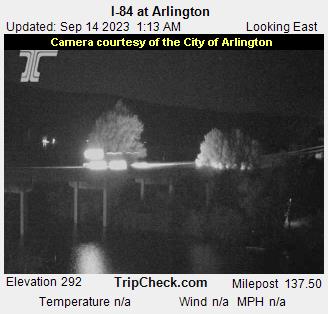 I-84 at Arlington
Updated: Sep 14 2023 1:13 AM Looking East
Camera courtesy of the City of Arlington
Elevation 292 TripCheck.com Milepost 137.50
Temperature n/a Wind n/a MPH n/a